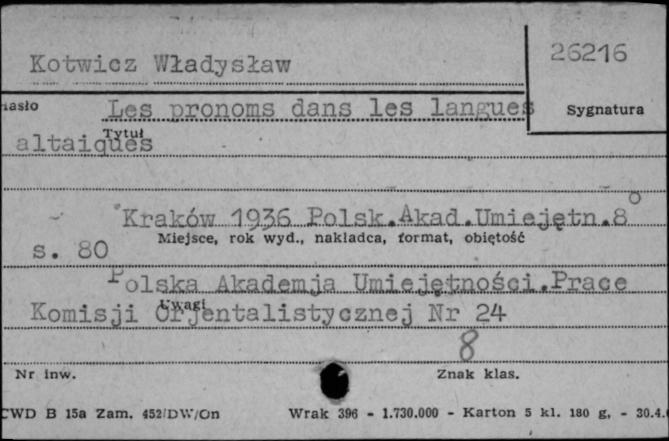 26216
Kotwicz Władysław
Sygnatura
Les pronoms dans les langues
Tytuł
altaiques
Kraków 1936 Polsk.Akad.Umiejętn.8°
Miejsce, rok wyd., nakładca, format, objętość
s. 80
Polska Akademja Umiejętności.Prace
Uwagi
Komisji Orjentalistycznej Nr 24
8
Nr inw.
Znak klas.
CWD B 15a Zam. 452/DW/On Wrak 396 - 1.730.000 - Karton 5 kl. 180 g. - 30.4.